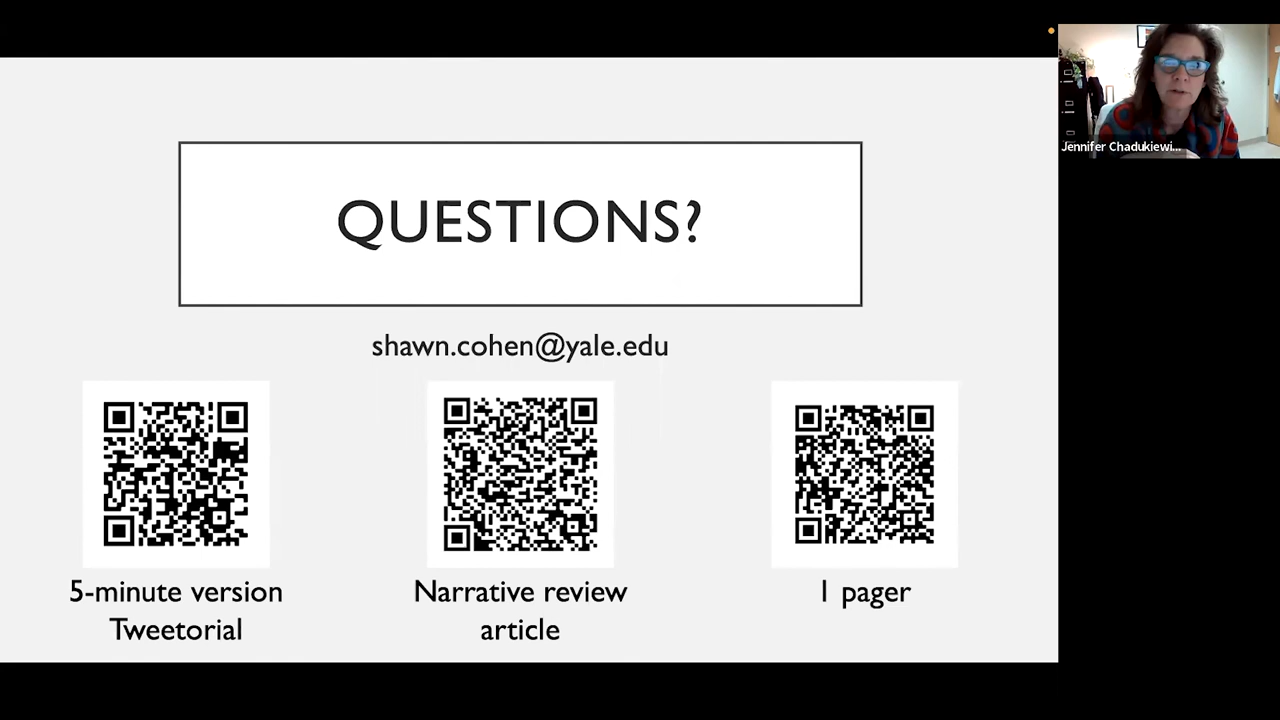 QUESTIONS?
shawn.cohen@yale.edu
5-minute version
Tweetorial
Narrative review
article
1 pager
Jennifer Chadukiewi...